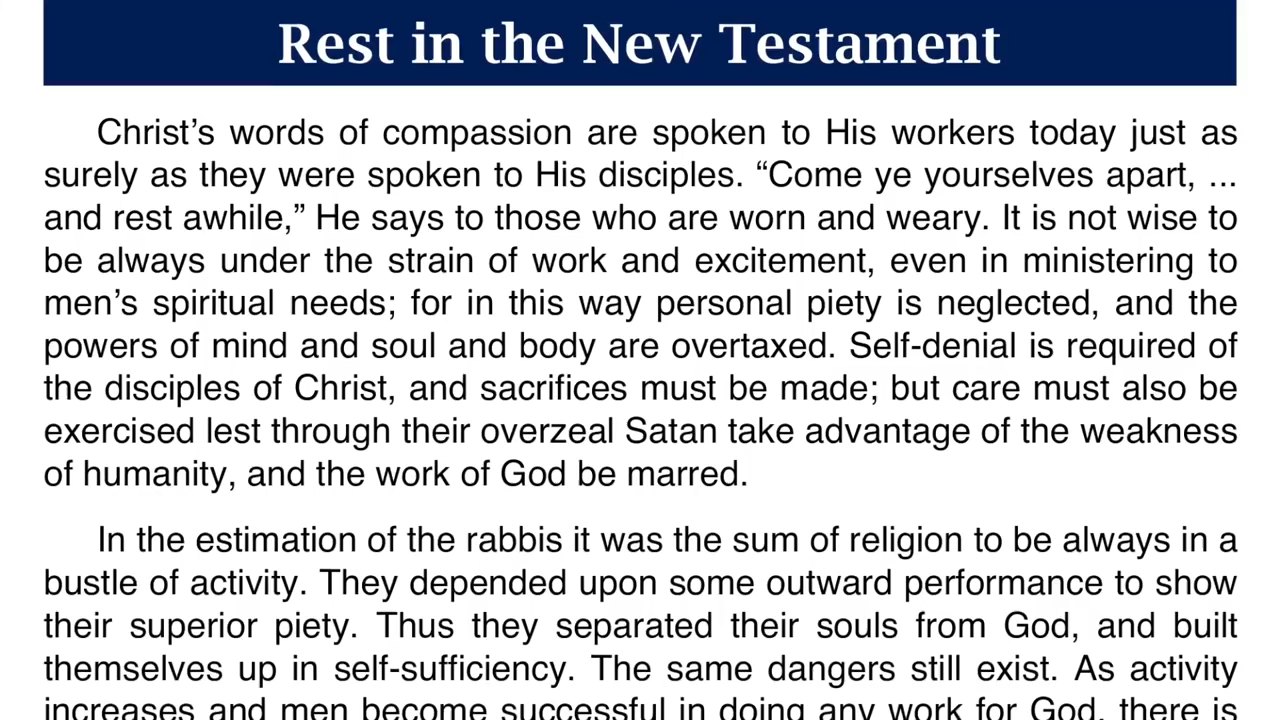 Rest in the New Testament
Christ’s words of compassion are spoken to His workers today just as
surely as they were spoken to His disciples. “Come ye yourselves apart, ...
and rest awhile,” He says to those who are worn and weary. It is not wise to
be always under the strain of work and excitement, even in ministering to
men’s spiritual needs; for in this way personal piety is neglected, and the
powers of mind and soul and body are overtaxed. Self-denial is required of
the disciples of Christ, and sacrifices must be made; but care must also be
exercised lest through their overzeal Satan take advantage of the weakness
of humanity, and the work of God be marred.
In the estimation of the rabbis it was the sum of religion to be always in a
bustle of activity. They depended upon some outward performance to show
their superior piety. Thus they separated their souls from God, and built
themselves up in self-sufficiency. The same dangers still exist. As activity
increases and men become successful in doing any work for God, there is